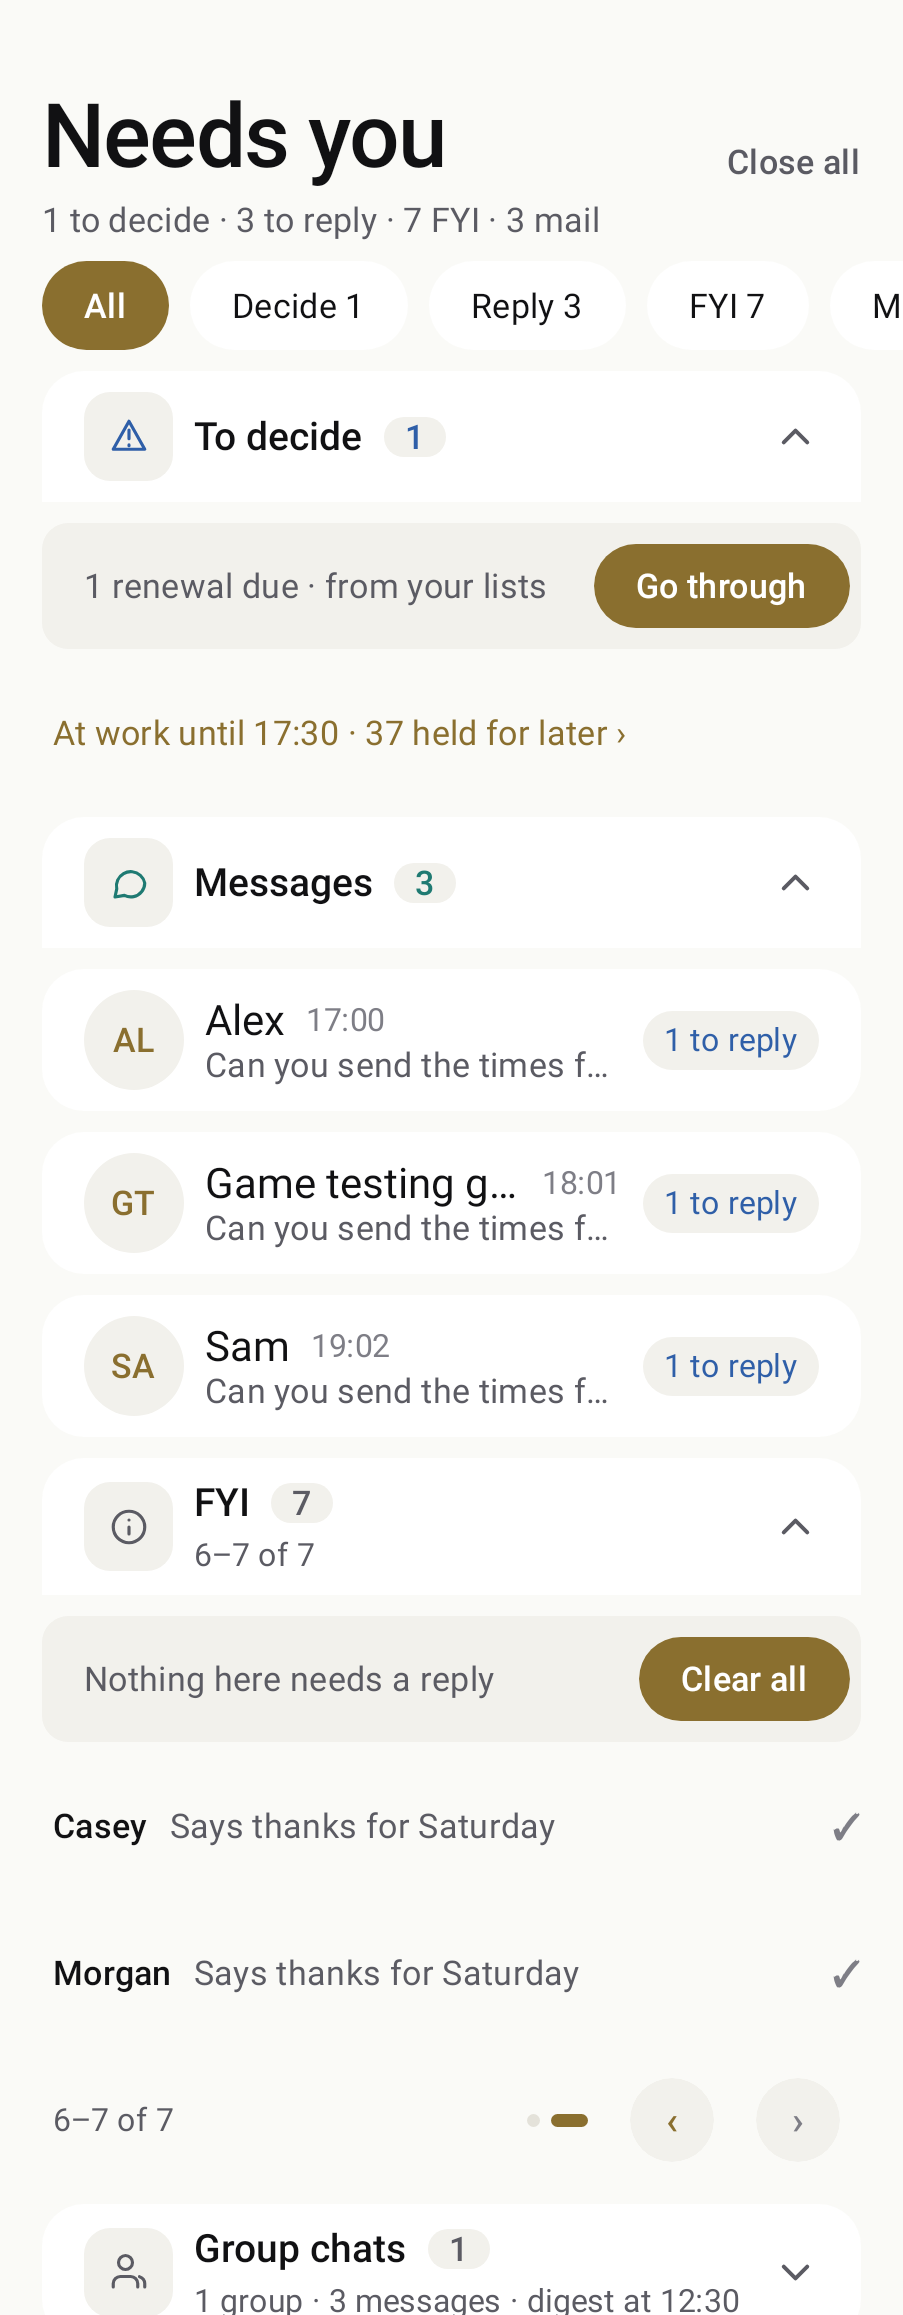 Needs you
Close all
1 to decide · 3 to reply · 7 FYI · 3 mail
All
Decide 1
Reply 3
FYI 7
M
To decide 1
1 renewal due · from your lists
Go through
At work until 17:30 · 37 held for later ›
Messages 3
AL
Alex 17:00
Can you send the times f…
1 to reply
GT
Game testing g… 18:01
Can you send the times f…
1 to reply
SA
Sam 19:02
Can you send the times f…
1 to reply
FYI 7
6–7 of 7
Nothing here needs a reply
Clear all
Casey Says thanks for Saturday ✓
Morgan Says thanks for Saturday ✓
6–7 of 7
‹ ›
Group chats 1
1 group · 3 messages · digest at 12:30